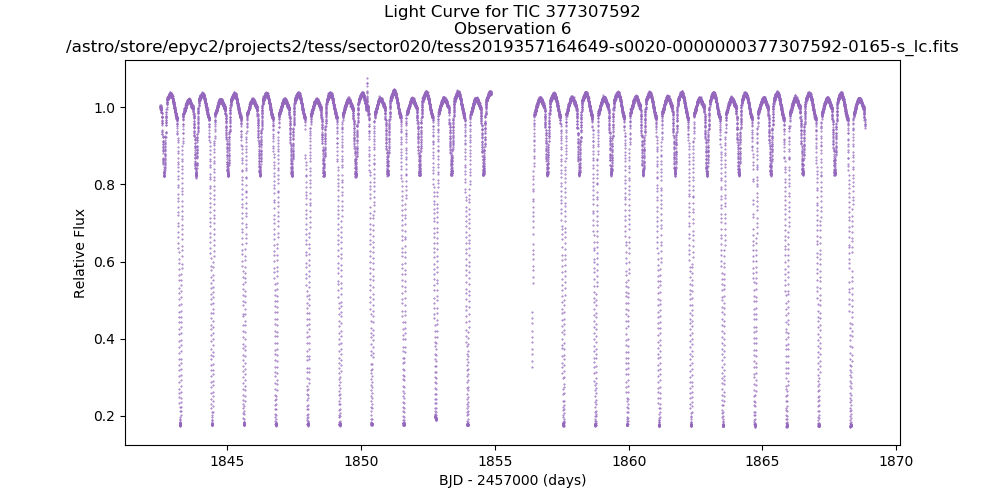 Light Curve for TIC 377307592
Observation 6
/astro/store/epyc2/projects2/tess/sector020/tess2019357164649-s0020-0000000377307592-0165-s_lc.fits
1.0
0.8
0.6
0.4
0.2
Relative Flux
1845 1850 1855 1860 1865 1870
BJD - 2457000 (days)